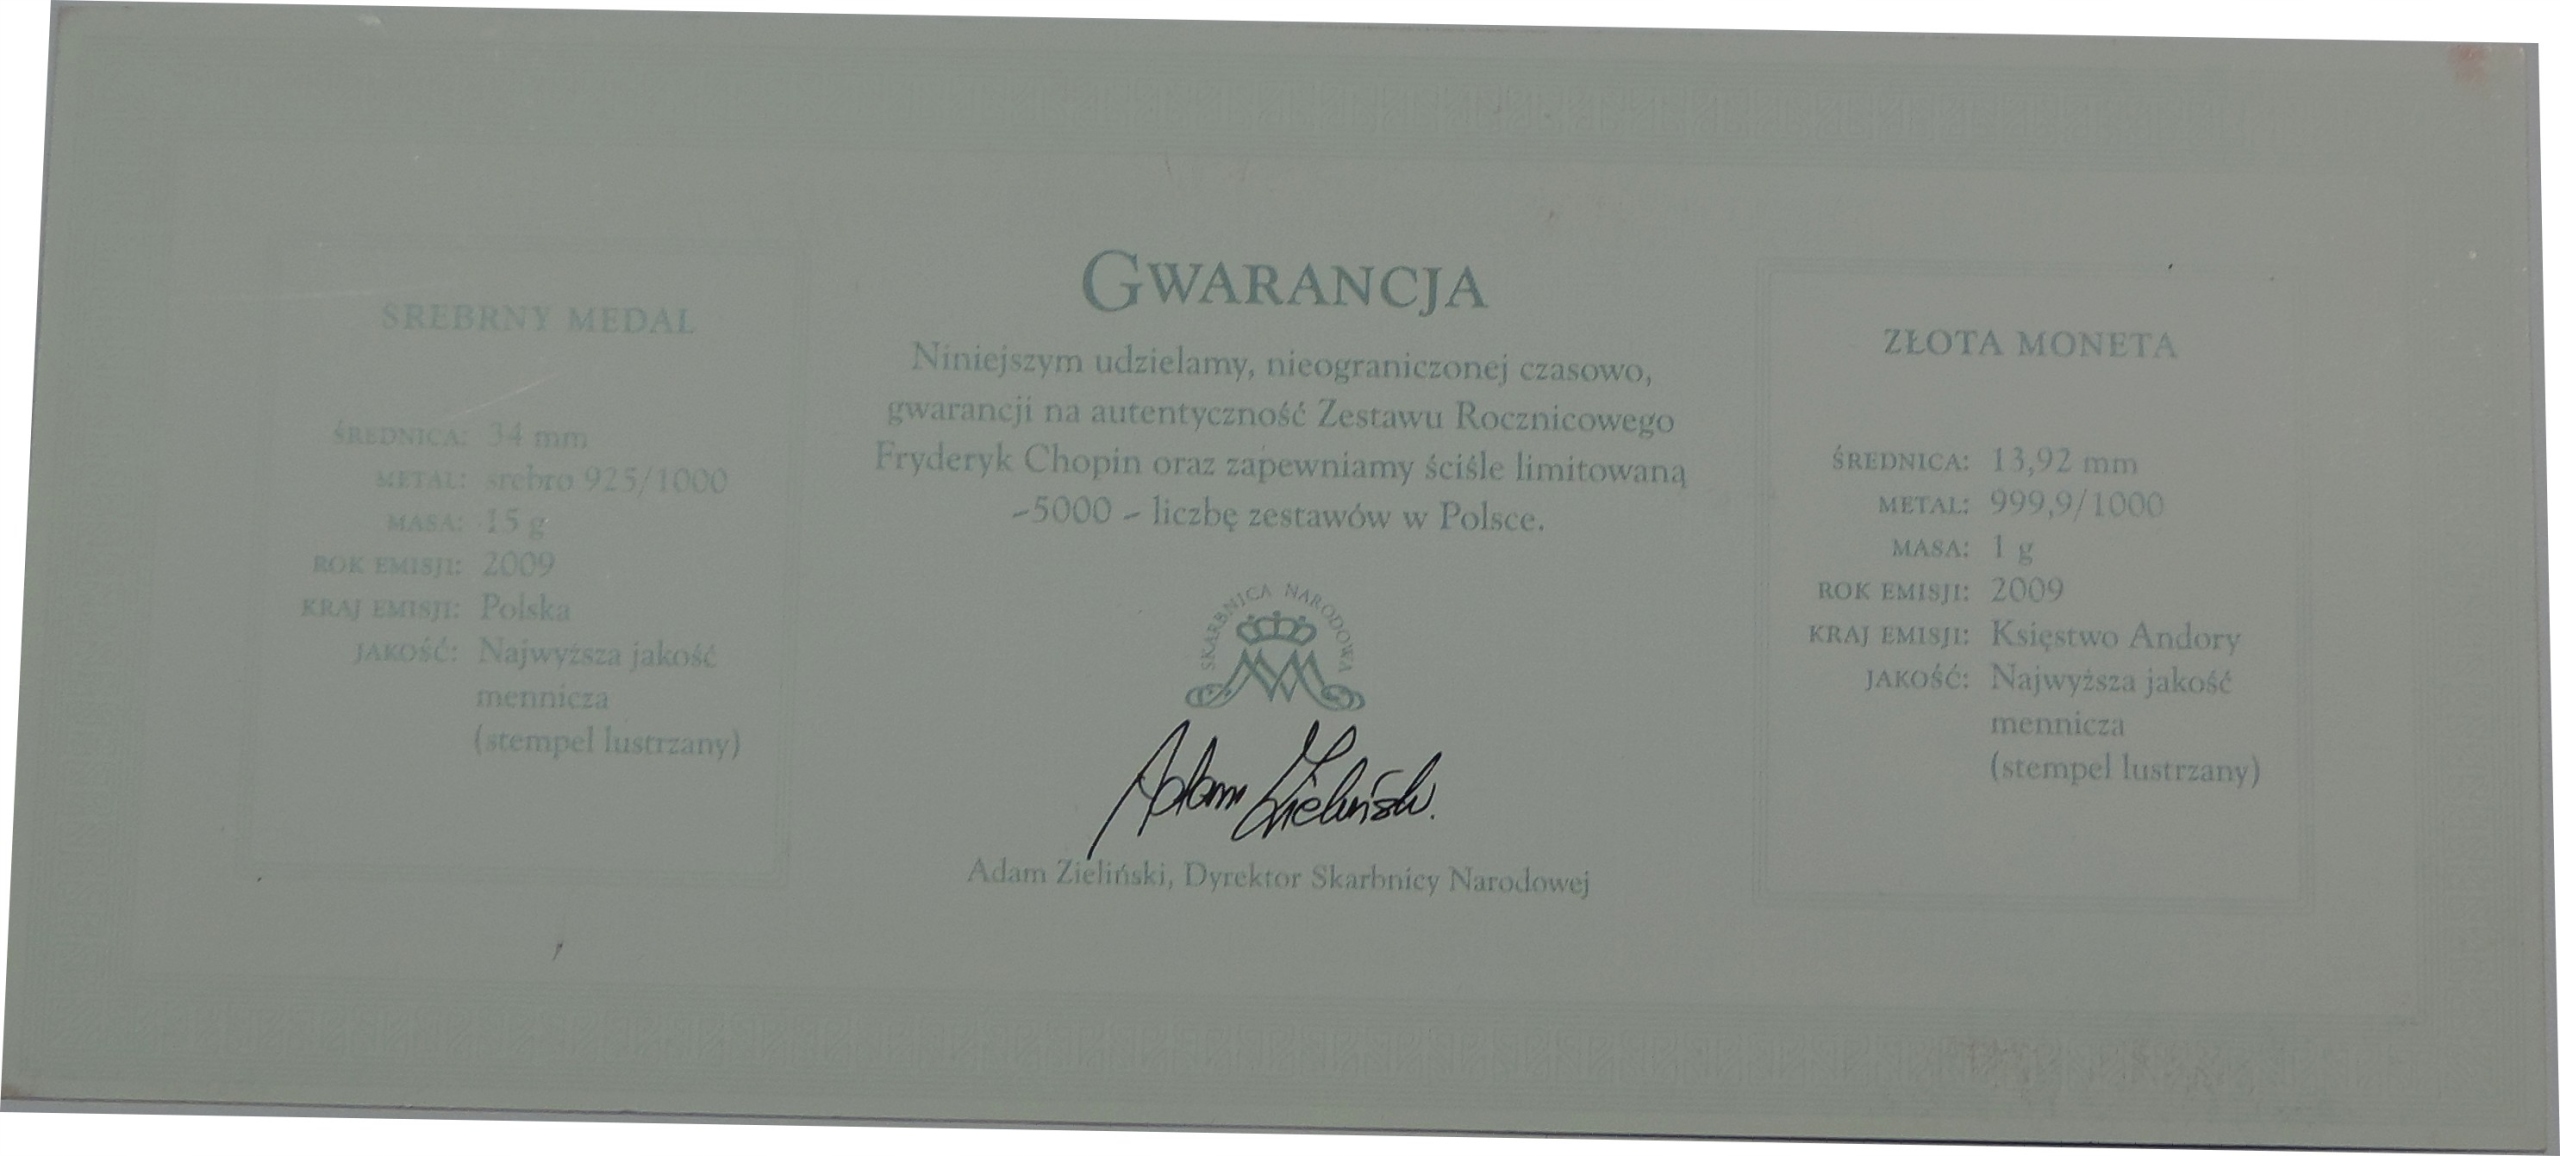 SREBRNY MEDAL
ŚREDNICA: 34 mm
METAL: srebro 925/1000
MASA: 15 g
ROK EMISJI: 2009
KRAJ EMISJI: Polska
JAKOŚĆ: Najwyższa jakość
mennicza
(stempel lustrzany)
GWARANCJA
Niniejszym udzielamy, nieograniczonej czasowo,
gwarancji na autentyczność Zestawu Rocznicowego
Fryderyk Chopin oraz zapewniamy ściśle limitowaną
-5000 - liczbę zestawów w Polsce.
SKARBNICA NARODOWA
Adam Zieliński.
Adam Zieliński, Dyrektor Skarbnicy Narodowej
ZŁOTA MONETA
ŚREDNICA: 13,92 mm
METAL: 999,9/1000
MASA: 1 g
ROK EMISJI: 2009
KRAJ EMISJI: Księstwo Andory
JAKOŚĆ: Najwyższa jakość
mennicza
(stempel lustrzany)